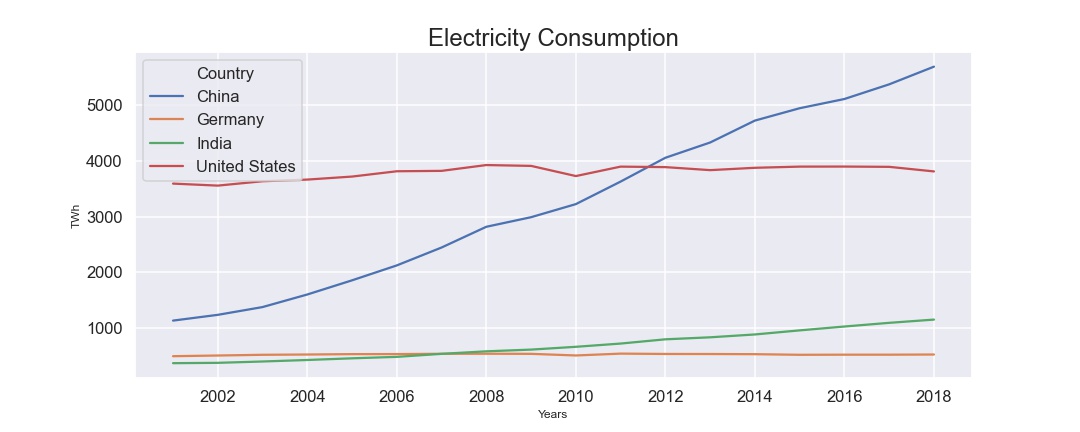 Electricity Consumption
Country
China
Germany
India
United States
5000
4000
3000
2000
1000
TWh
2002 2004 2006 2008 2010 2012 2014 2016 2018
Years